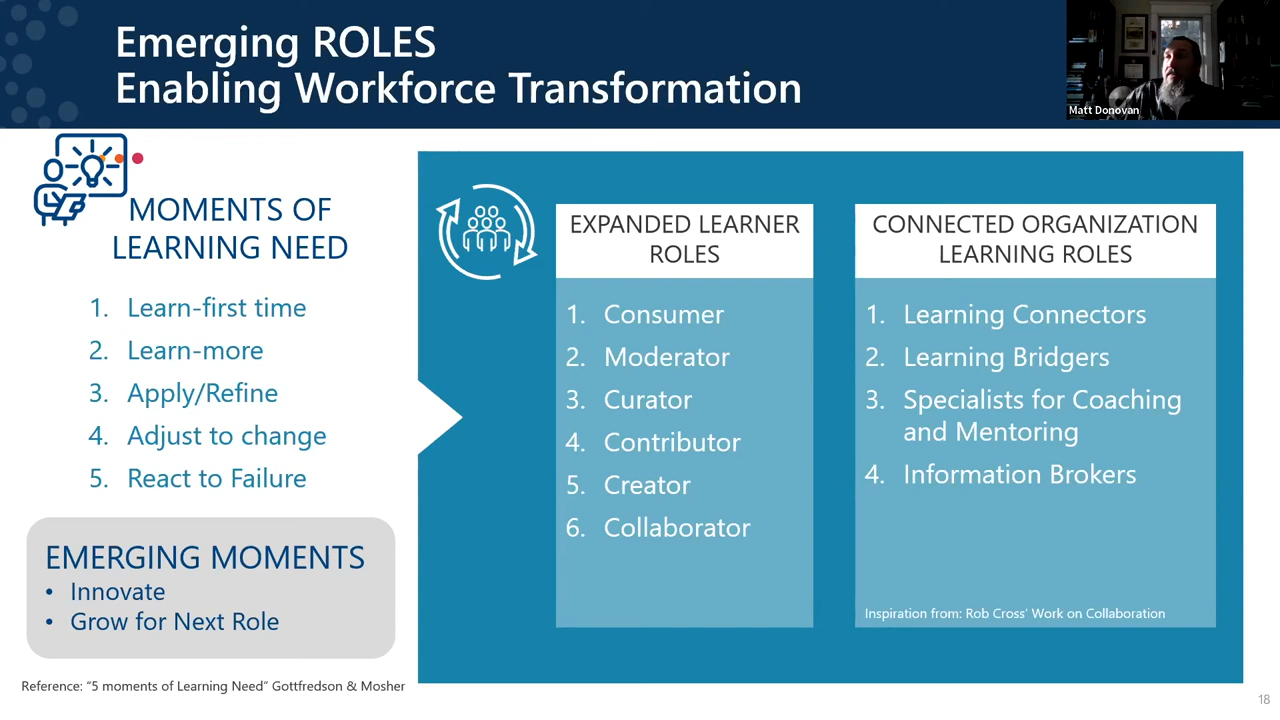 Emerging ROLES
Enabling Workforce Transformation
Matt Donovan
MOMENTS OF
LEARNING NEED
1. Learn-first time
2. Learn-more
3. Apply/Refine
4. Adjust to change
5. React to Failure
EMERGING MOMENTS
• Innovate
• Grow for Next Role
Reference: “5 moments of Learning Need” Gottfredson & Mosher
EXPANDED LEARNER
ROLES
1. Consumer
2. Moderator
3. Curator
4. Contributor
5. Creator
6. Collaborator
CONNECTED ORGANIZATION
LEARNING ROLES
1. Learning Connectors
2. Learning Bridgers
3. Specialists for Coaching
and Mentoring
4. Information Brokers
Inspiration from: Rob Cross’ Work on Collaboration
18